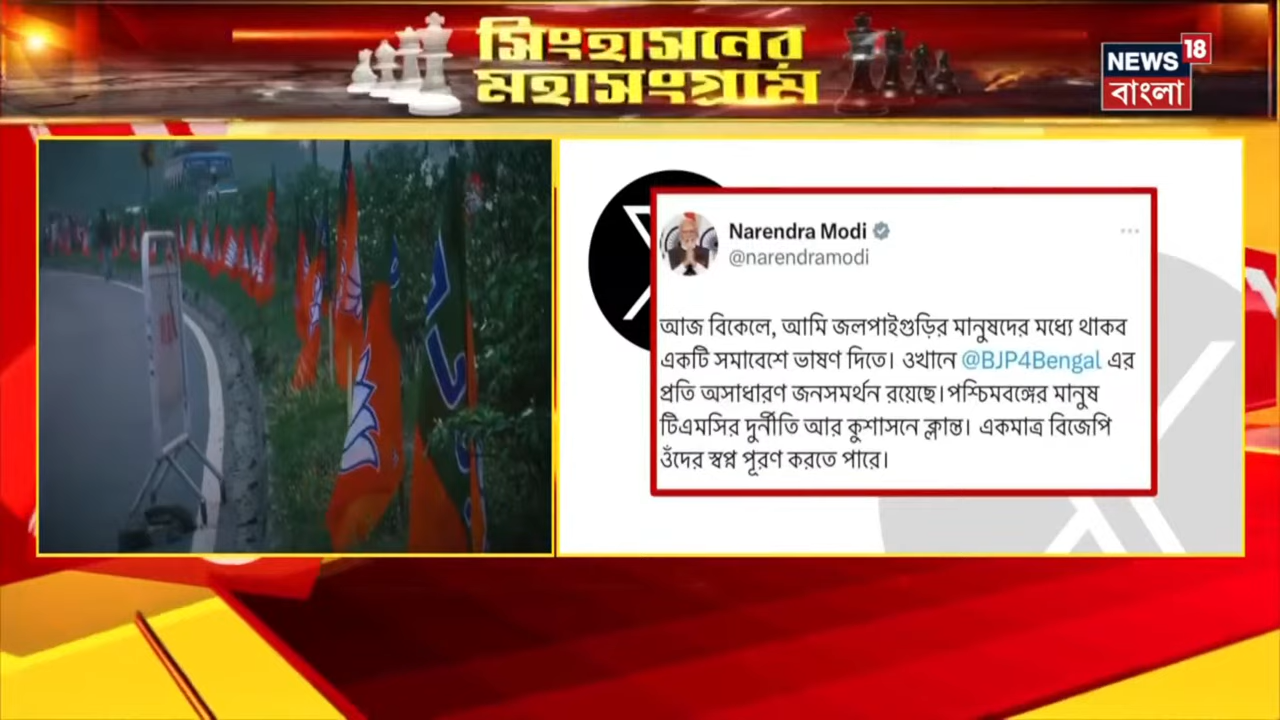 সিংহাসনের
মহাসংগ্রাম
NEWS 18
বাংলা
Narendra Modi
@narendramodi
আজ বিকেলে, আমি জলপাইগুড়ির মানুষদের মধ্যে থাকব
একটি সমাবেশে ভাষণ দিতে। ওখানে @BJP4Bengal এর
প্রতি অসাধারণ জনসমর্থন রয়েছে।পশ্চিমবঙ্গের মানুষ
টিএমসির দুর্নীতি আর কুশাসনে ক্লান্ত। একমাত্র বিজেপি
ওঁদের স্বপ্ন পূরণ করতে পারে।